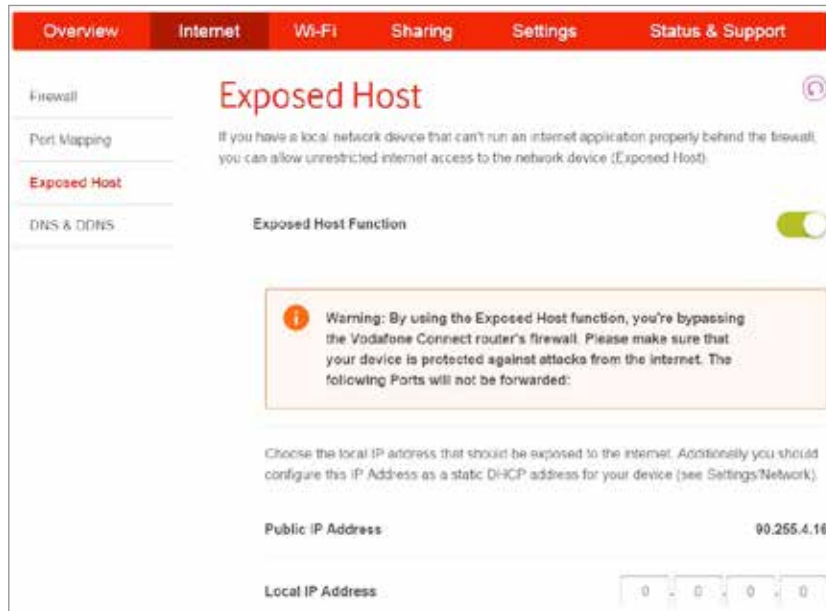 Overview Internet Wi-Fi Sharing Settings Status & Support
Firewall
Port Mapping
Exposed Host
DNS & DDNS
Exposed Host
If you have a local network device that can't run an internet application properly behind the firewall,
you can allow unrestricted internet access to the network device (Exposed Host).
Exposed Host Function
i
Warning: By using the Exposed Host function, you're bypassing
the Vodafone Connect router's firewall. Please make sure that
your device is protected against attacks from the internet. The
following Ports will not be forwarded:
Choose the local IP address that should be exposed to the internet. Additionally you should
configure this IP Address as a static DHCP address for your device (see Settings/Network).
Public IP Address 90.255.4.16
Local IP Address 0 . 0 . 0 . 0